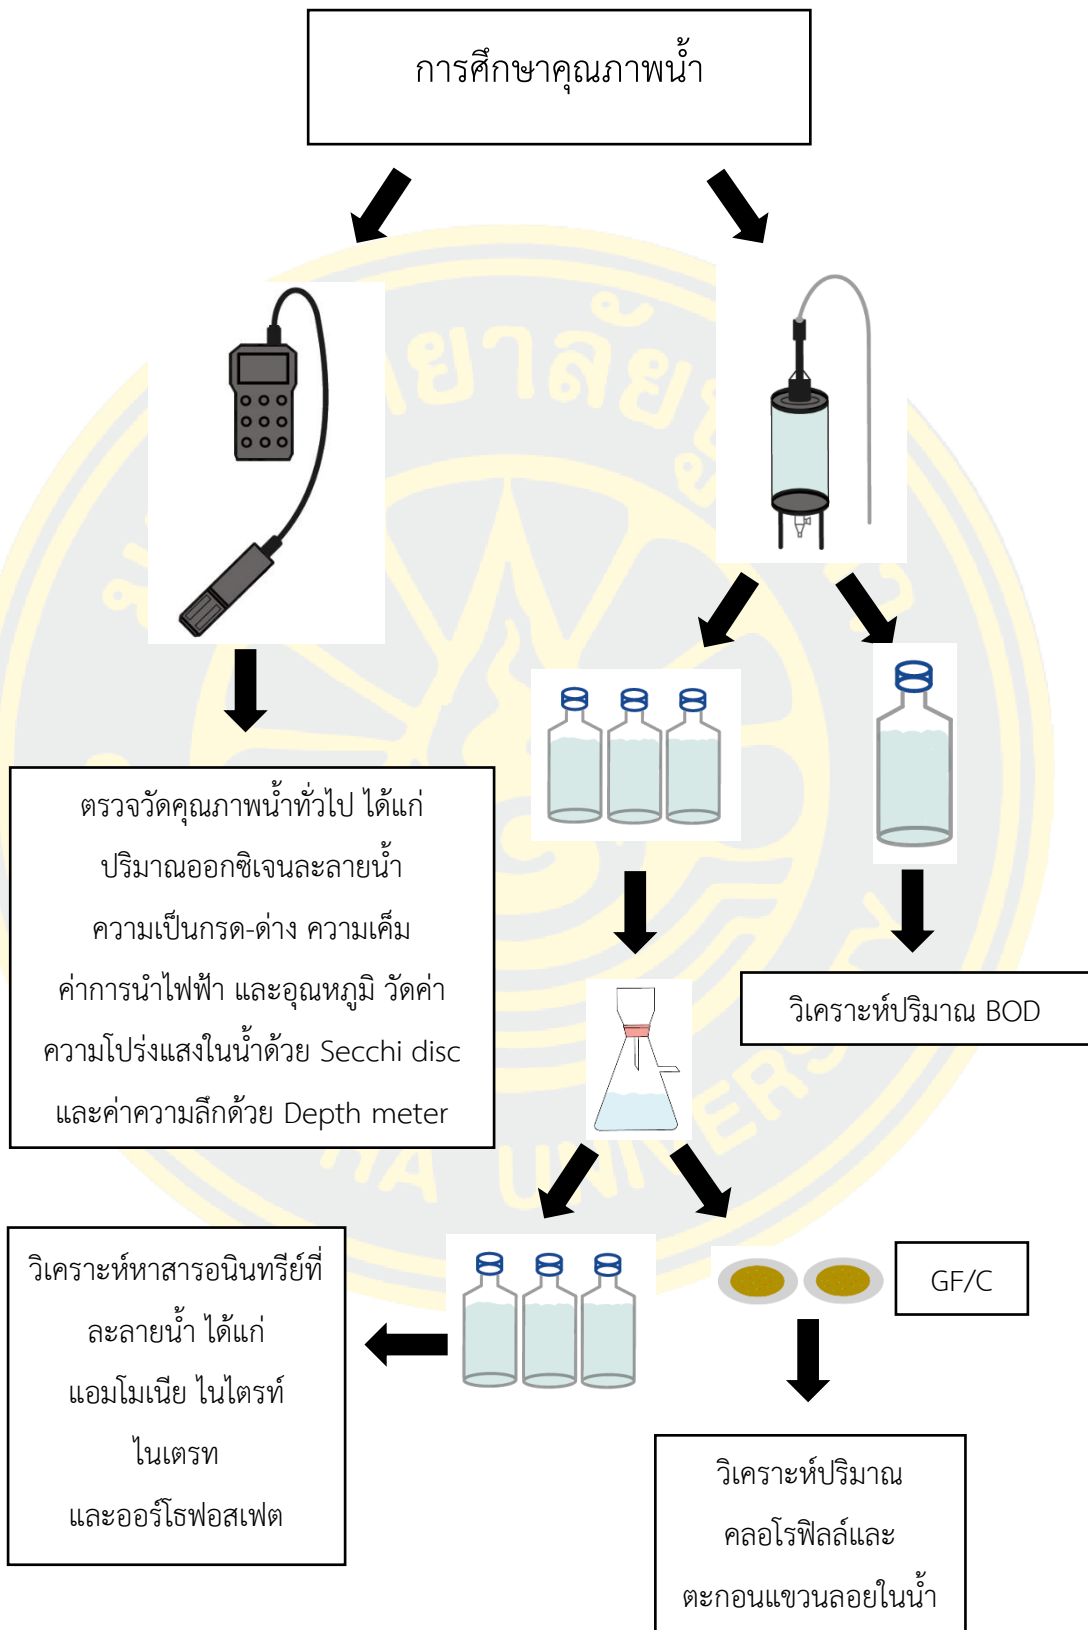 การศึกษาคุณภาพน้ำ
ตรวจวัดคุณภาพน้ำทั่วไป ได้แก่
ปริมาณออกซิเจนละลายน้ำ
ความเป็นกรด-ด่าง ความเค็ม
ค่าการนำไฟฟ้า และอุณหภูมิ วัดค่า
ความโปร่งแสงในน้ำด้วย Secchi disc
และค่าความลึกด้วย Depth meter
วิเคราะห์ปริมาณ BOD
วิเคราะห์หาสารอนินทรีย์ที่
ละลายน้ำ ได้แก่
แอมโมเนีย ไนไตรท์
ไนเตรท
และออร์โธฟอสเฟต
GF/C
วิเคราะห์ปริมาณ
คลอโรฟิลล์และ
ตะกอนแขวนลอยในน้ำ